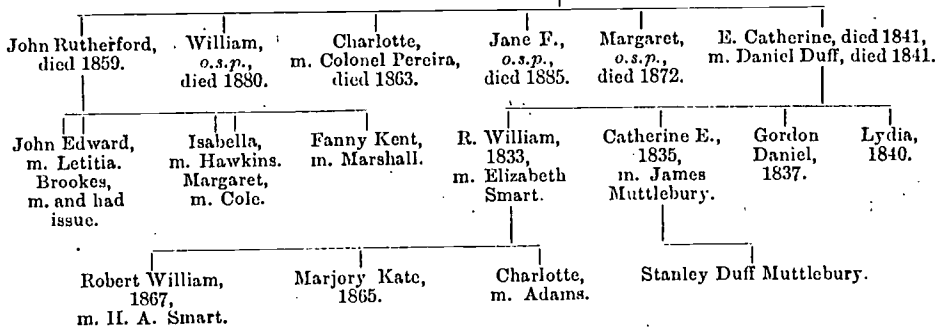 John Rutherford,
died 1859.
William,
o.s.p.,
died 1880.
Charlotte,
m. Colonel Pereira,
died 1863.
Jane F.,
o.s.p.,
died 1885.
Margaret,
o.s.p.,
died 1872.
E. Catherine, died 1841,
m. Daniel Duff, died 1841.
John Edward,
m. Letitia.
Brookes,
m. and had
issue.
Isabella,
m. Hawkins.
Margaret,
m. Cole.
Fanny Kent,
m. Marshall.
R. William,
1833,
m. Elizabeth
Smart.
Catherine E.,
1835,
m. James
Muttlebury.
Gordon
Daniel,
1837.
Lydia,
1840.
Robert William,
1867,
m. H. A. Smart.
Marjory Kate,
1865.
Charlotte,
m. Adams.
Stanley Duff Muttlebury.